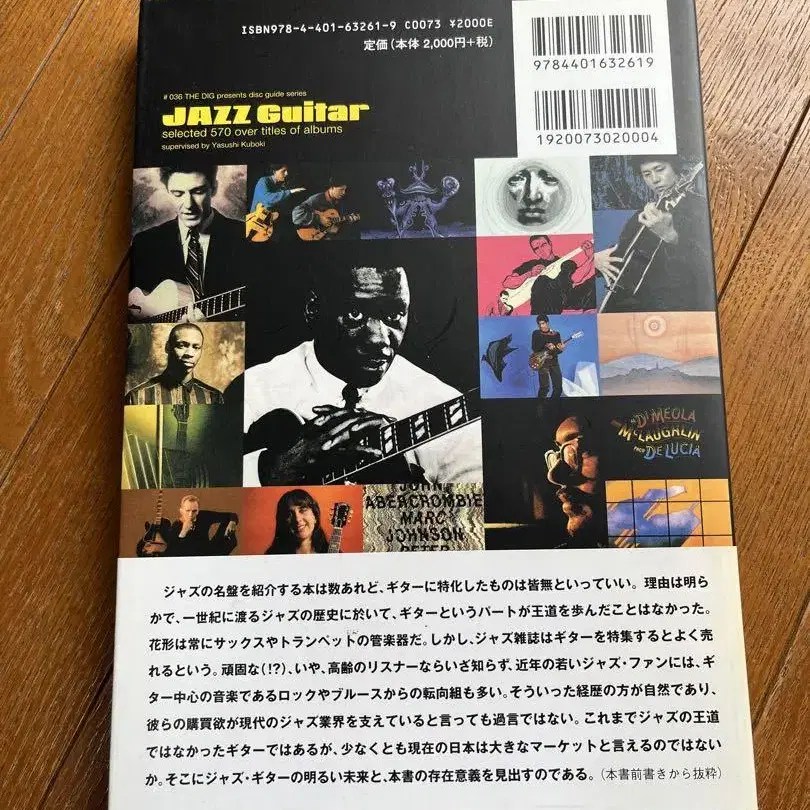 ISBN978-4-401-63261-9 C0073 ¥2000E
定価(本体 2,000円+税)
9784401632619
1920073020004
# 036 THE DIG presents disc guide series
JAZZ Guitar
selected 570 over titles of albums
supervised by Yasushi Kuboki
AL DI MEOLA
JOHN McLAUGHLIN
PACO DE LUCIA
JOHN
ABERCROMBIE
MARC
JOHNSON
PETER
ジャズの名盤を紹介する本は数あれど、ギターに特化したものは皆無といっていい。理由は明ら
かで、一世紀に渡るジャズの歴史に於いて、ギターというパートが王道を歩んだことはなかった。
花形は常にサックスやトランペットの管楽器だ。しかし、ジャズ雑誌はギターを特集するとよく売
れるという。頑固な(!?)、いや、高齢のリスナーならいざ知らず、近年の若いジャズ・ファンには、ギ
ター中心の音楽であるロックやブルースからの転向組も多い。そういった経歴の方が自然であり、
彼らの購買欲が現代のジャズ業界を支えていると言っても過言ではない。これまでジャズの王道
ではなかったギターではあるが、少なくとも現在の日本は大きなマーケットと言えるのではない
か。そこにジャズ・ギターの明るい未来と、本書の存在意義を見出すのである。(本書前書きから抜粋)